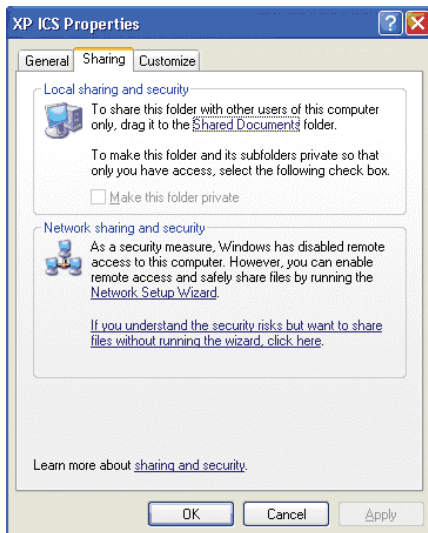 XP ICS Properties
General Sharing Customize
Local sharing and security
To share this folder with other users of this computer
only, drag it to the Shared Documents folder.
To make this folder and its subfolders private so that
only you have access, select the following check box.
Make this folder private
Network sharing and security
As a security measure, Windows has disabled remote
access to this computer. However, you can enable
remote access and safely share files by running the
Network Setup Wizard.
If you understand the security risks but want to share
files without running the wizard, click here.
Learn more about sharing and security.
OK Cancel Apply